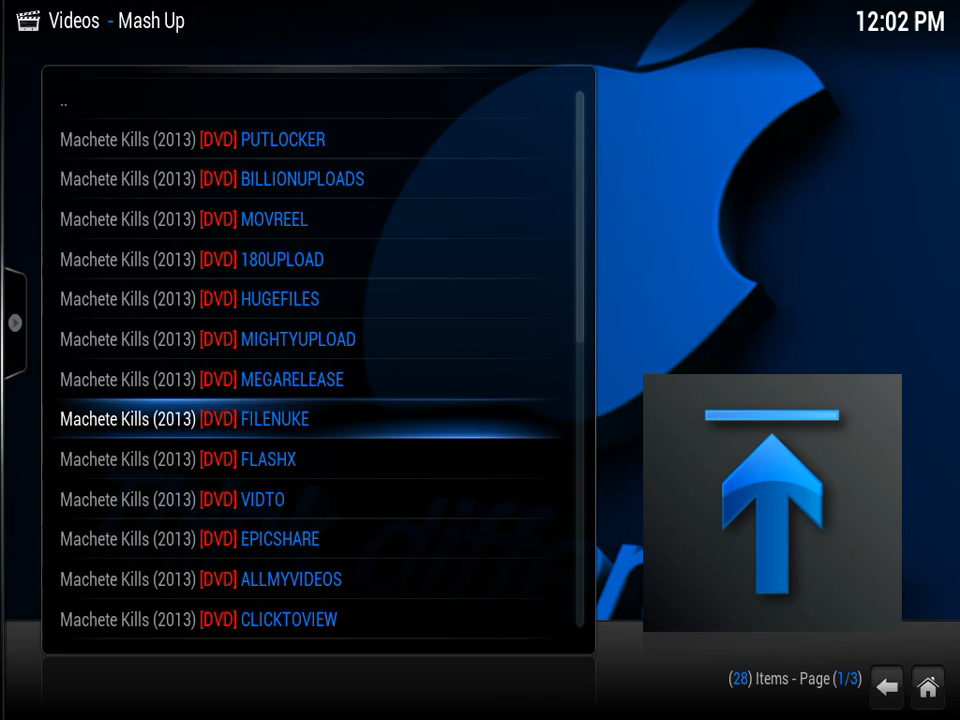 Videos - Mash Up
12:02 PM
..
Machete Kills (2013) [DVD] PUTLOCKER
Machete Kills (2013) [DVD] BILLIONUPLOADS
Machete Kills (2013) [DVD] MOVREEL
Machete Kills (2013) [DVD] 180UPLOAD
Machete Kills (2013) [DVD] HUGEFILES
Machete Kills (2013) [DVD] MIGHTYUPLOAD
Machete Kills (2013) [DVD] MEGARELEASE
Machete Kills (2013) [DVD] FILENUKE
Machete Kills (2013) [DVD] FLASHX
Machete Kills (2013) [DVD] VIDTO
Machete Kills (2013) [DVD] EPICSHARE
Machete Kills (2013) [DVD] ALLMYVIDEOS
Machete Kills (2013) [DVD] CLICKTOVIEW
(28) Items - Page (1/3)